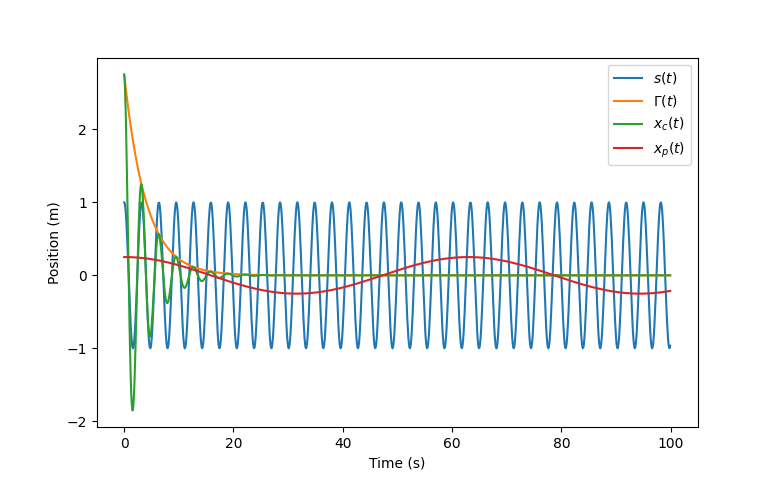 s(t)
Γ(t)
x_c(t)
x_p(t)
Position (m)
2
1
0
−1
−2
0 20 40 60 80 100
Time (s)